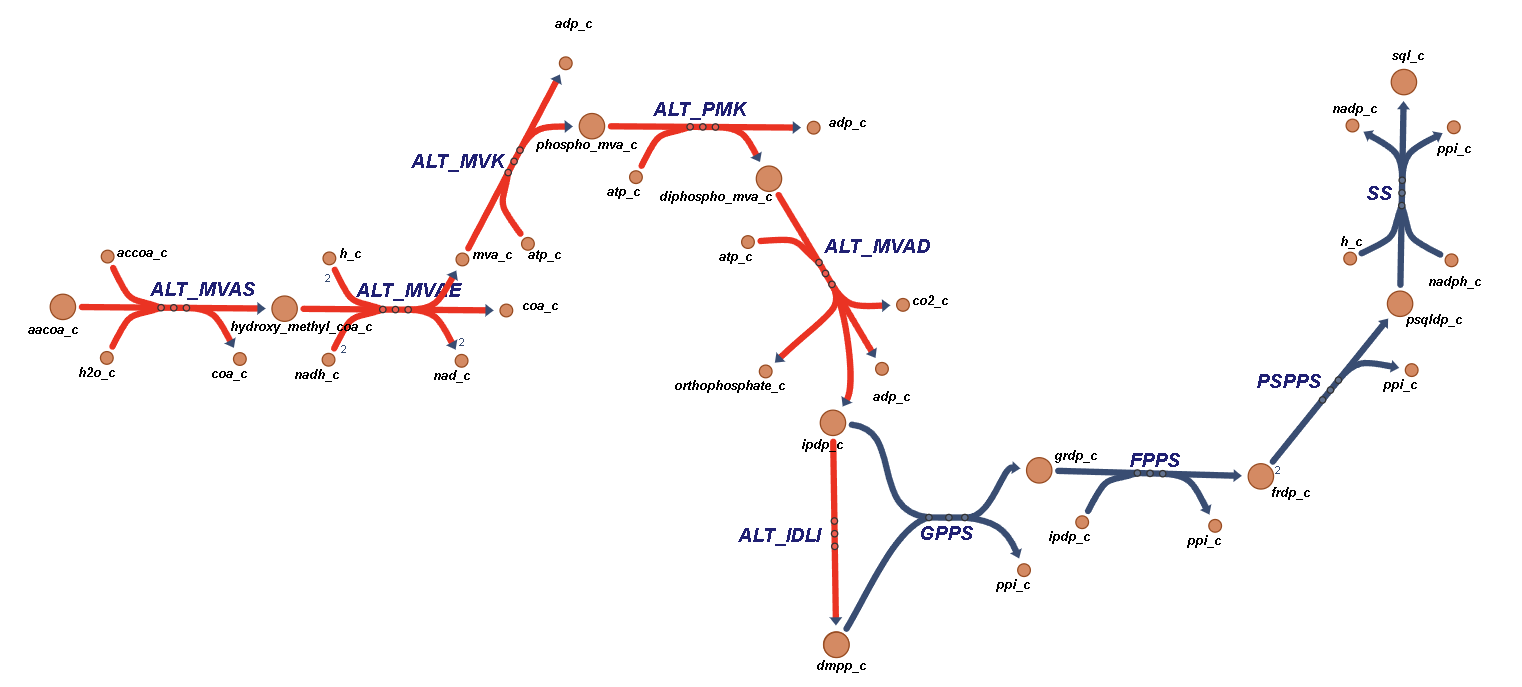 adp_c
sql_c
nadp_c
ppi_c
ALT_PMK
adp_c
phospho_mva_c
ALT_MVK
atp_c
diphospho_mva_c
SS
h_c
nadph_c
accoa_c
h_c
2
mva_c
atp_c
atp_c
ALT_MVAD
ALT_MVAS
ALT_MVAE
aacoa_c
hydroxy_methyl_coa_c
coa_c
co2_c
psqldp_c
h2o_c
coa_c
nadh_c
2
nad_c
2
orthophosphate_c
adp_c
PSPPS
ppi_c
ipdp_c
grdp_c
FPPS
2
frdp_c
ALT_IDLI
GPPS
ipdp_c
ppi_c
ppi_c
dmpp_c